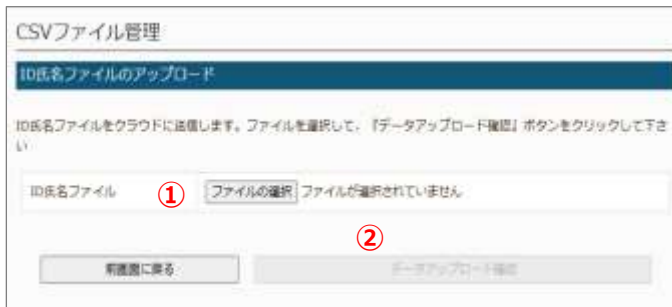 CSVファイル管理
ID氏名ファイルのアップロード
ID氏名ファイルをクラウドに送信します。ファイルを選択して、『データアップロード確認』ボタンをクリックして下さ
い
ID氏名ファイル ① ファイルの選択 ファイルが選択されていません
②
前画面に戻る データアップロード確認